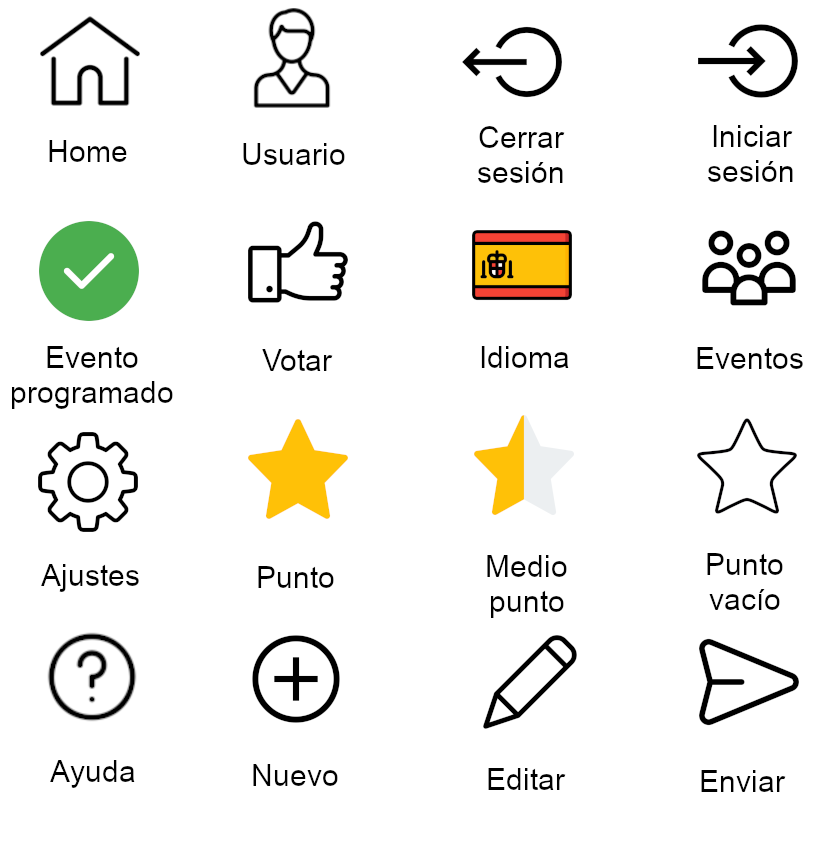 Home
Usuario
Cerrar
sesión
Iniciar
sesión
Evento
programado
Votar
Idioma
Eventos
Ajustes
Punto
Medio
punto
Punto
vacío
Ayuda
Nuevo
Editar
Enviar